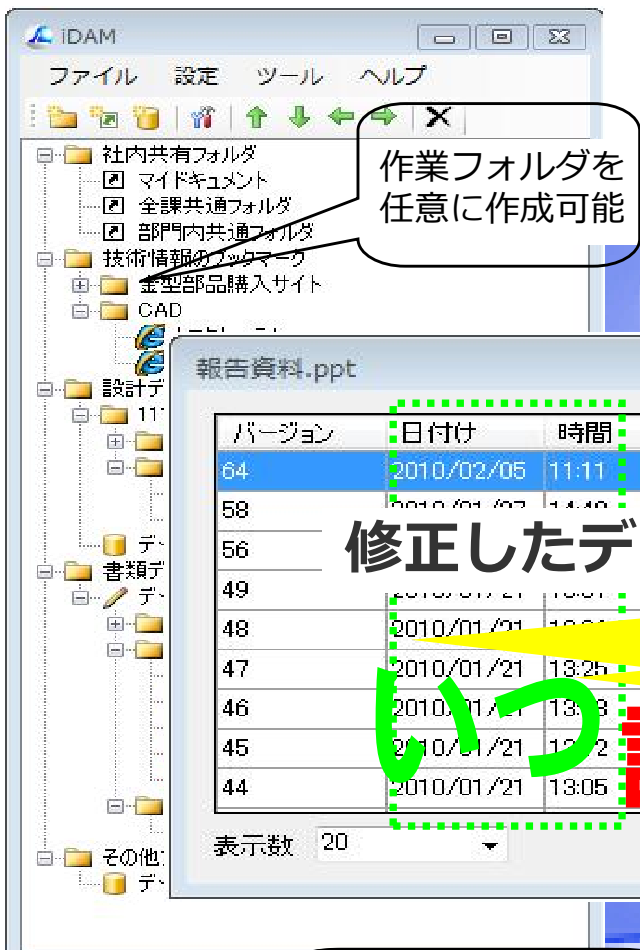 iDAM
ファイル 設定 ツール ヘルプ
作業フォルダを
任意に作成可能
社内共有フォルダ
マイドキュメント
全課共通フォルダ
部門内共通フォルダ
技術情報のブックマーク
金型部品購入サイト
CAD
報告資料.ppt
設計デ
書類デ
その他
バージョン 日付け 時間
64 2010/02/05 11:11
58
56
修正したデ
49
48 2010/01/21
47 2010/01/21 13:25
46
45
44 2010/01/21 13:05
いつ
表示数 20